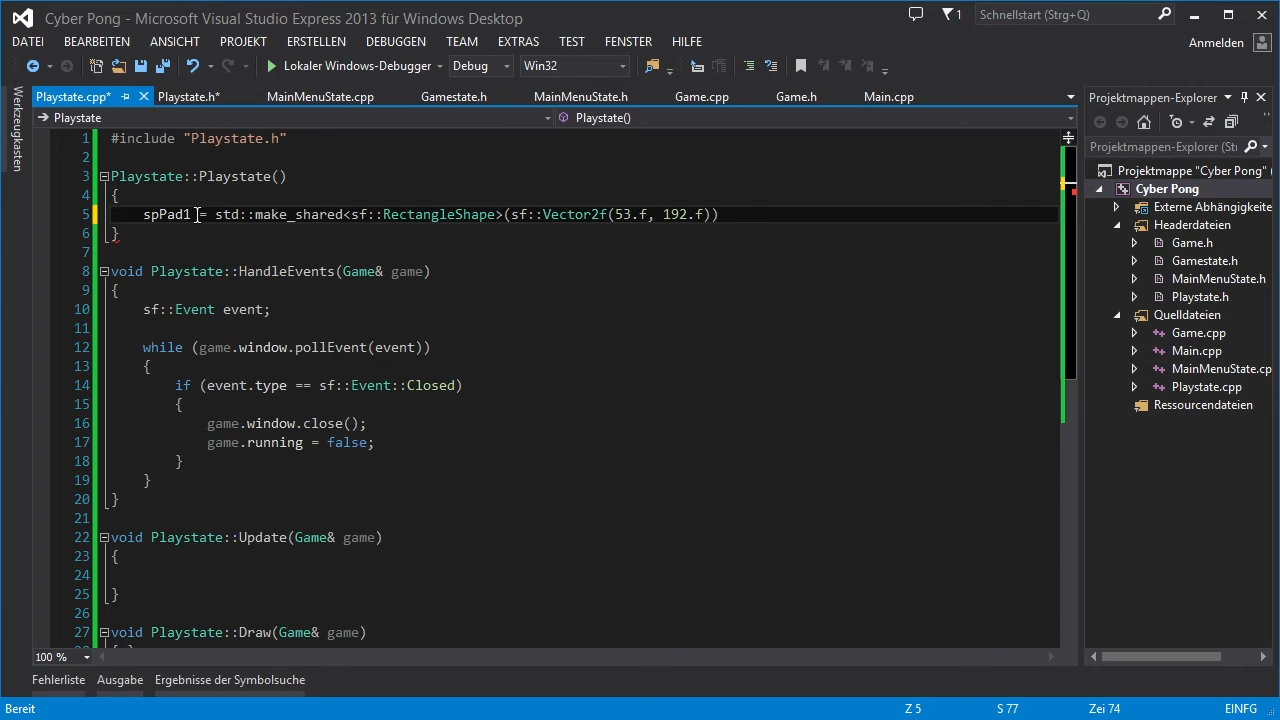 Cyber Pong - Microsoft Visual Studio Express 2013 für Windows Desktop
1
Schnellstart (Strg+Q)
DATEI BEARBEITEN ANSICHT PROJEKT ERSTELLEN DEBUGGEN TEAM EXTRAS TEST FENSTER HILFE
Anmelden
Lokaler Windows-Debugger Debug Win32
Werkzeugkasten
Playstate.cpp* Playstate.h* MainMenuState.cpp Gamestate.h MainMenuState.h Game.cpp Game.h Main.cpp
Playstate Playstate()
1 #include "Playstate.h"
2
3 Playstate::Playstate()
4 {
5 spPad1 = std::make_shared<sf::RectangleShape>(sf::Vector2f(53.f, 192.f))
6 }
7
8 void Playstate::HandleEvents(Game& game)
9 {
10 sf::Event event;
11
12 while (game.window.pollEvent(event))
13 {
14 if (event.type == sf::Event::Closed)
15 {
16 game.window.close();
17 game.running = false;
18 }
19 }
20 }
21
22 void Playstate::Update(Game& game)
23 {
24
25 }
26
27 void Playstate::Draw(Game& game)
100 %
Projektmappen-Explorer
Projektmappen-Explorer (Str
Projektmappe "Cyber Pong" (
Cyber Pong
Externe Abhängigkeite
Headerdateien
Game.h
Gamestate.h
MainMenuState.h
Playstate.h
Quelldateien
Game.cpp
Main.cpp
MainMenuState.cp
Playstate.cpp
Ressourcendateien
Fehlerliste Ausgabe Ergebnisse der Symbolsuche
Bereit Z 5 S 77 Zei 74 EINFG